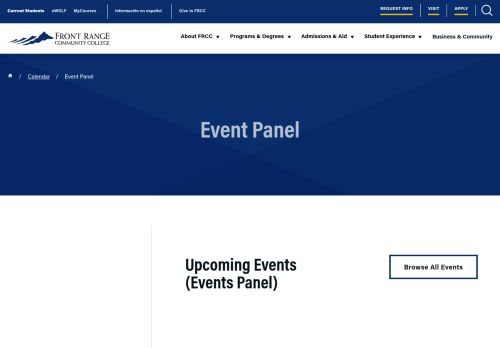 Current Students eWOLF MyCourses Información en español Give to FRCC REQUEST INFO VISIT APPLY
FRONT RANGE
COMMUNITY COLLEGE
About FRCC Programs & Degrees Admissions & Aid Student Experience Business & Community
/ Calendar / Event Panel
Event Panel
Upcoming Events
(Events Panel)
Browse All Events